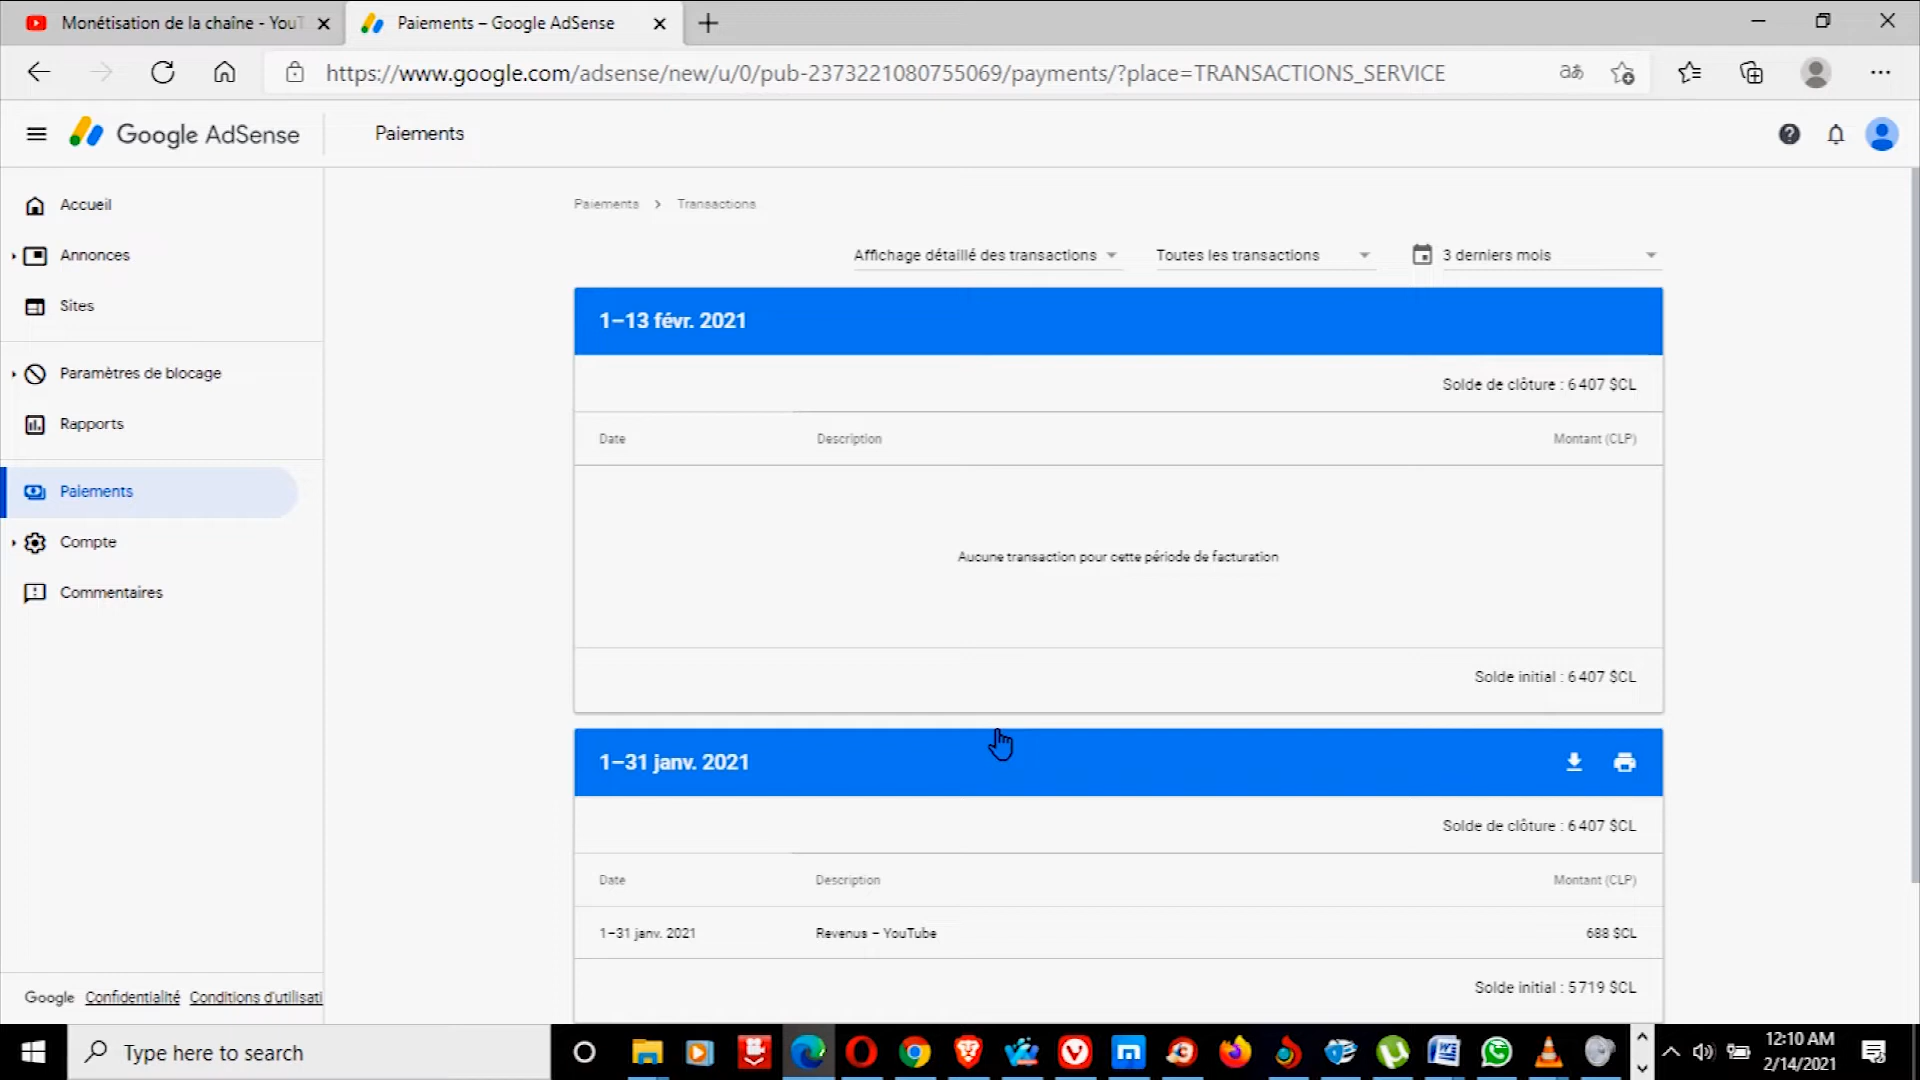 Monétisation de la chaîne - YouT
Paiements – Google AdSense
https://www.google.com/adsense/new/u/0/pub-2373221080755069/payments/?place=TRANSACTIONS_SERVICE
Google AdSense
Paiements
Accueil
Annonces
Sites
Paramètres de blocage
Rapports
Paiements
Compte
Commentaires
Google Confidentialité Conditions d'utilisati
Paiements > Transactions
Affichage détaillé des transactions
Toutes les transactions
3 derniers mois
1–13 févr. 2021
Solde de clôture : 6 407 $CL
Date Description Montant (CLP)
Aucune transaction pour cette période de facturation
Solde initial : 6 407 $CL
1–31 janv. 2021
Solde de clôture : 6 407 $CL
Date Description Montant (CLP)
1–31 janv. 2021 Revenus – YouTube 688 $CL
Solde initial : 5 719 $CL
Type here to search
12:10 AM
2/14/2021